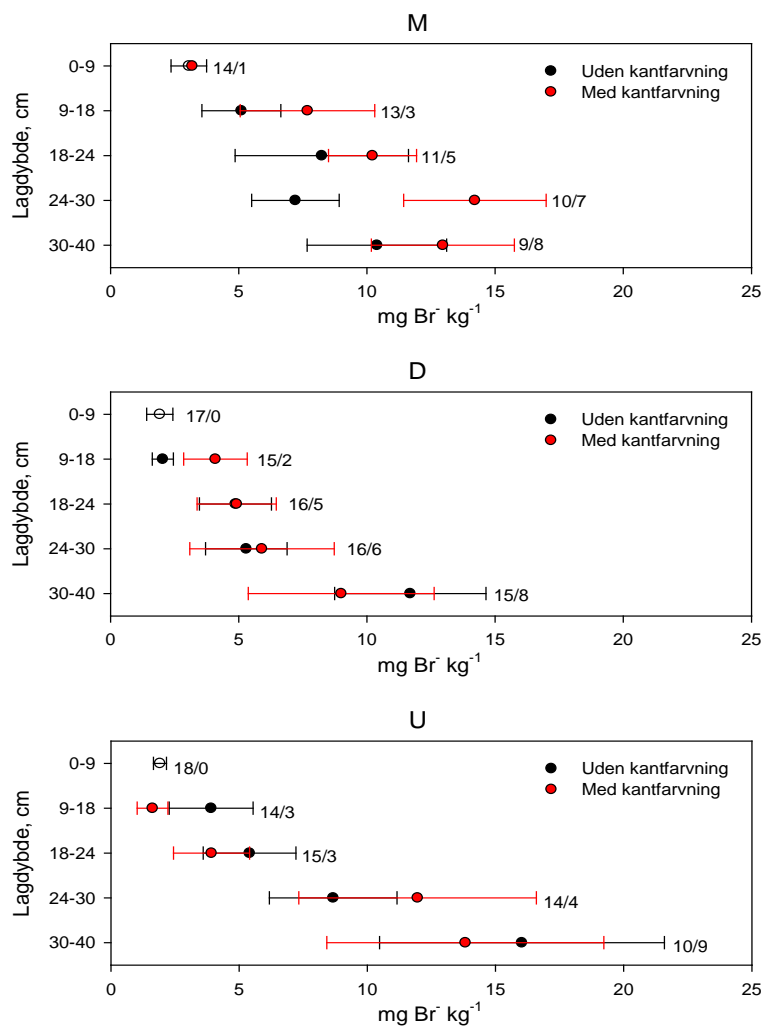 M
Lagdybde, cm
0-9
9-18
18-24
24-30
30-40
14/1
13/3
11/5
10/7
9/8
Uden kantfarvning
Med kantfarvning
0 5 10 15 20 25
mg Br⁻ kg⁻¹
D
Lagdybde, cm
0-9
9-18
18-24
24-30
30-40
17/0
15/2
16/5
16/6
15/8
Uden kantfarvning
Med kantfarvning
0 5 10 15 20 25
mg Br⁻ kg⁻¹
U
Lagdybde, cm
0-9
9-18
18-24
24-30
30-40
18/0
14/3
15/3
14/4
10/9
Uden kantfarvning
Med kantfarvning
0 5 10 15 20 25
mg Br⁻ kg⁻¹